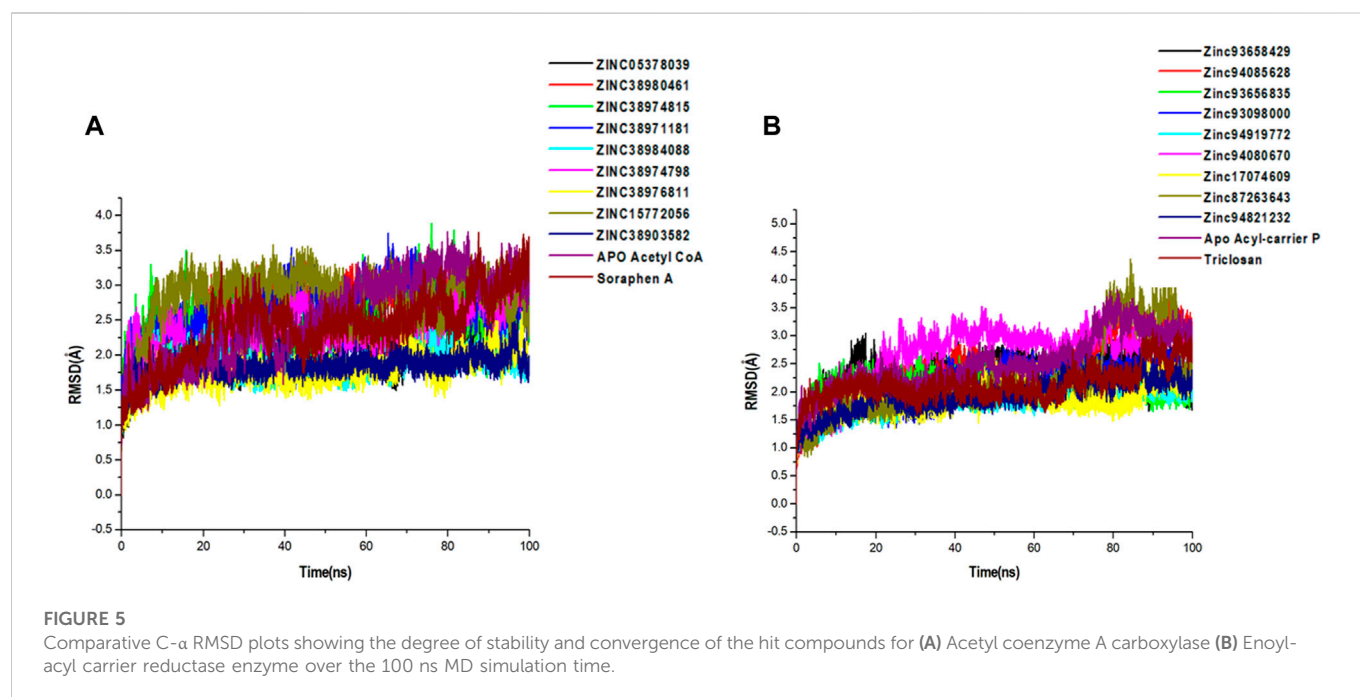 A
ZINC05378039
ZINC38980461
ZINC38974815
ZINC38971181
ZINC38984088
ZINC38974798
ZINC38976811
ZINC15772056
ZINC38903582
APO Acetyl CoA
Soraphen A
RMSD(Å)
4.0
3.5
3.0
2.5
2.0
1.5
1.0
0.5
0.0
-0.5
0
20
40
60
80
100
Time(ns)
B
Zinc93658429
Zinc94085628
Zinc93656835
Zinc93098000
Zinc94919772
Zinc94080670
Zinc17074609
Zinc87263643
Zinc94821232
Apo Acyl-carrier P
Triclosan
RMSD(Å)
5.0
4.5
4.0
3.5
3.0
2.5
2.0
1.5
1.0
0.5
0.0
-0.5
0
20
40
60
80
100
Time(ns)
FIGURE 5
Comparative C-α RMSD plots showing the degree of stability and convergence of the hit compounds for (A) Acetyl coenzyme A carboxylase (B) Enoyl-
acyl carrier reductase enzyme over the 100 ns MD simulation time.